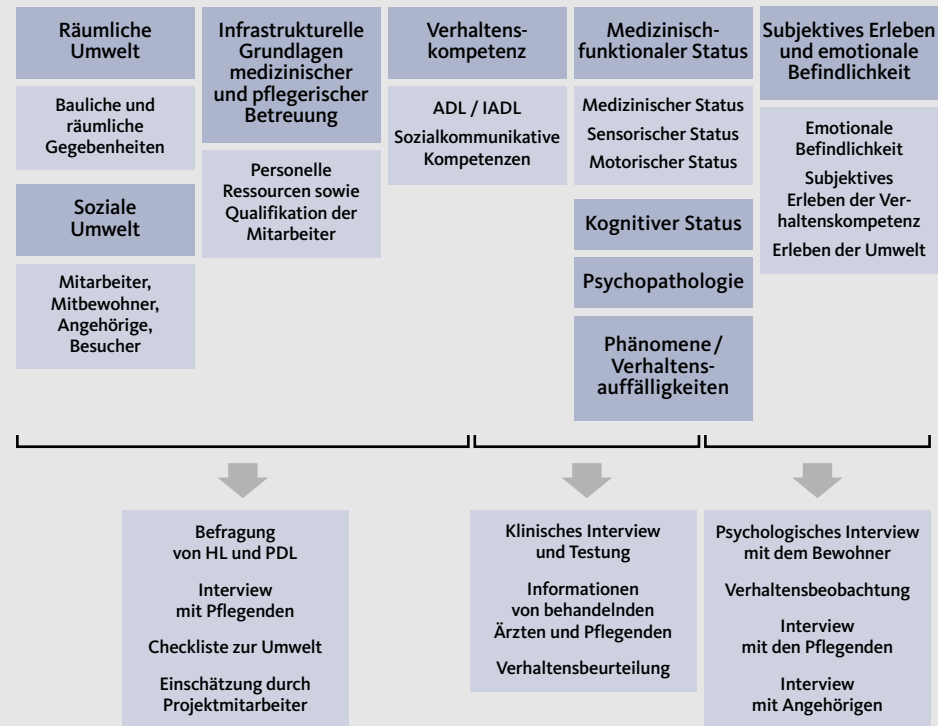 Räumliche
Umwelt
Bauliche und
räumliche
Gegebenheiten
Soziale
Umwelt
Mitarbeiter,
Mitbewohner,
Angehörige,
Besucher
Infrastrukturelle
Grundlagen
medizinischer
und pflegerischer
Betreuung
Personelle
Ressourcen sowie
Qualifikation der
Mitarbeiter
Verhaltens-
kompetenz
ADL / IADL
Sozialkommunikative
Kompetenzen
Medizinisch-
funktionaler Status
Medizinischer Status
Sensorischer Status
Motorischer Status
Kognitiver Status
Psychopathologie
Phänomene /
Verhaltens-
auffälligkeiten
Subjektives Erleben
und emotionale
Befindlichkeit
Emotionale
Befindlichkeit
Subjektives
Erleben der Ver-
haltenskompetenz
Erleben der Umwelt
Befragung
von HL und PDL
Interview
mit Pflegenden
Checkliste zur Umwelt
Einschätzung durch
Projektmitarbeiter
Klinisches Interview
und Testung
Informationen
von behandelnden
Ärzten und Pflegenden
Verhaltensbeurteilung
Psychologisches Interview
mit dem Bewohner
Verhaltensbeobachtung
Interview
mit den Pflegenden
Interview
mit Angehörigen